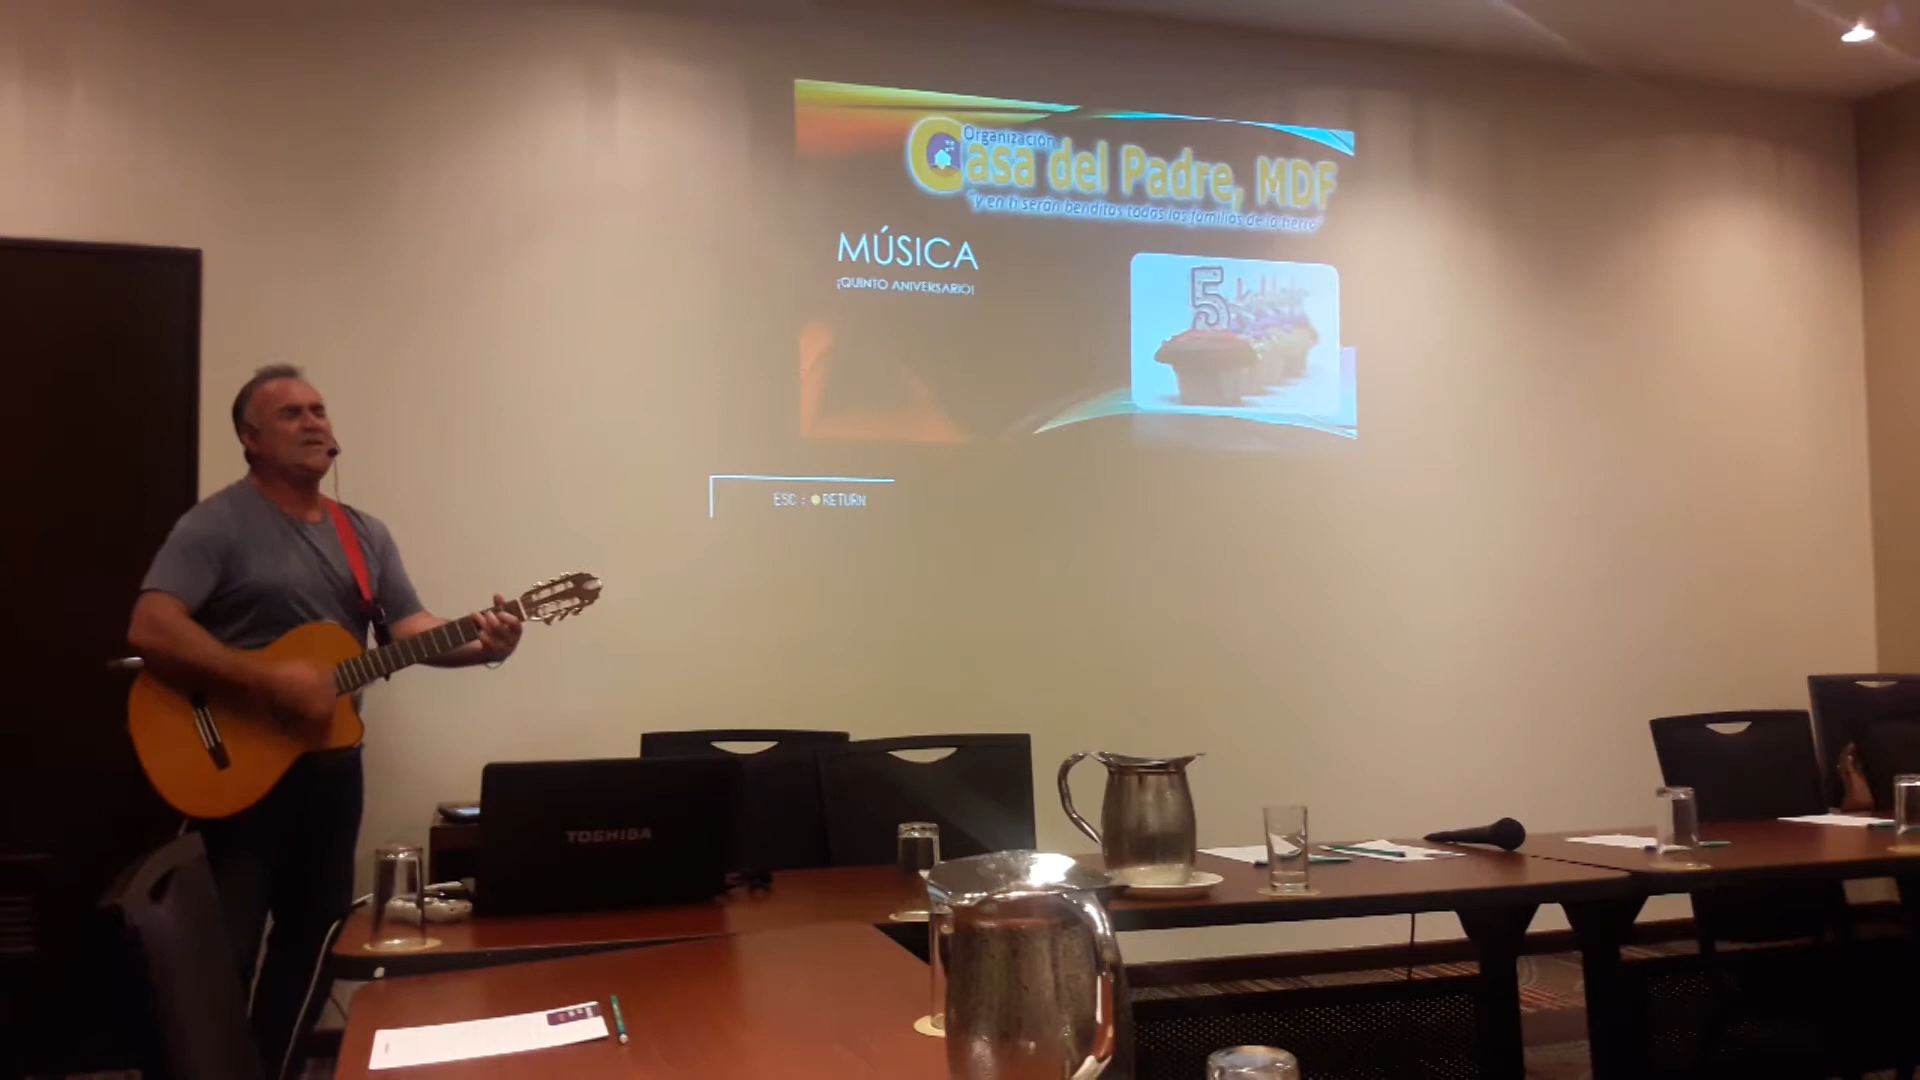 Organización
Casa del Padre, MDF
"y en ti seran benditas todas las familias de la tierra"
MÚSICA
¡QUINTO ANIVERSARIO!
5
ESC : RETURN
TOSHIBA